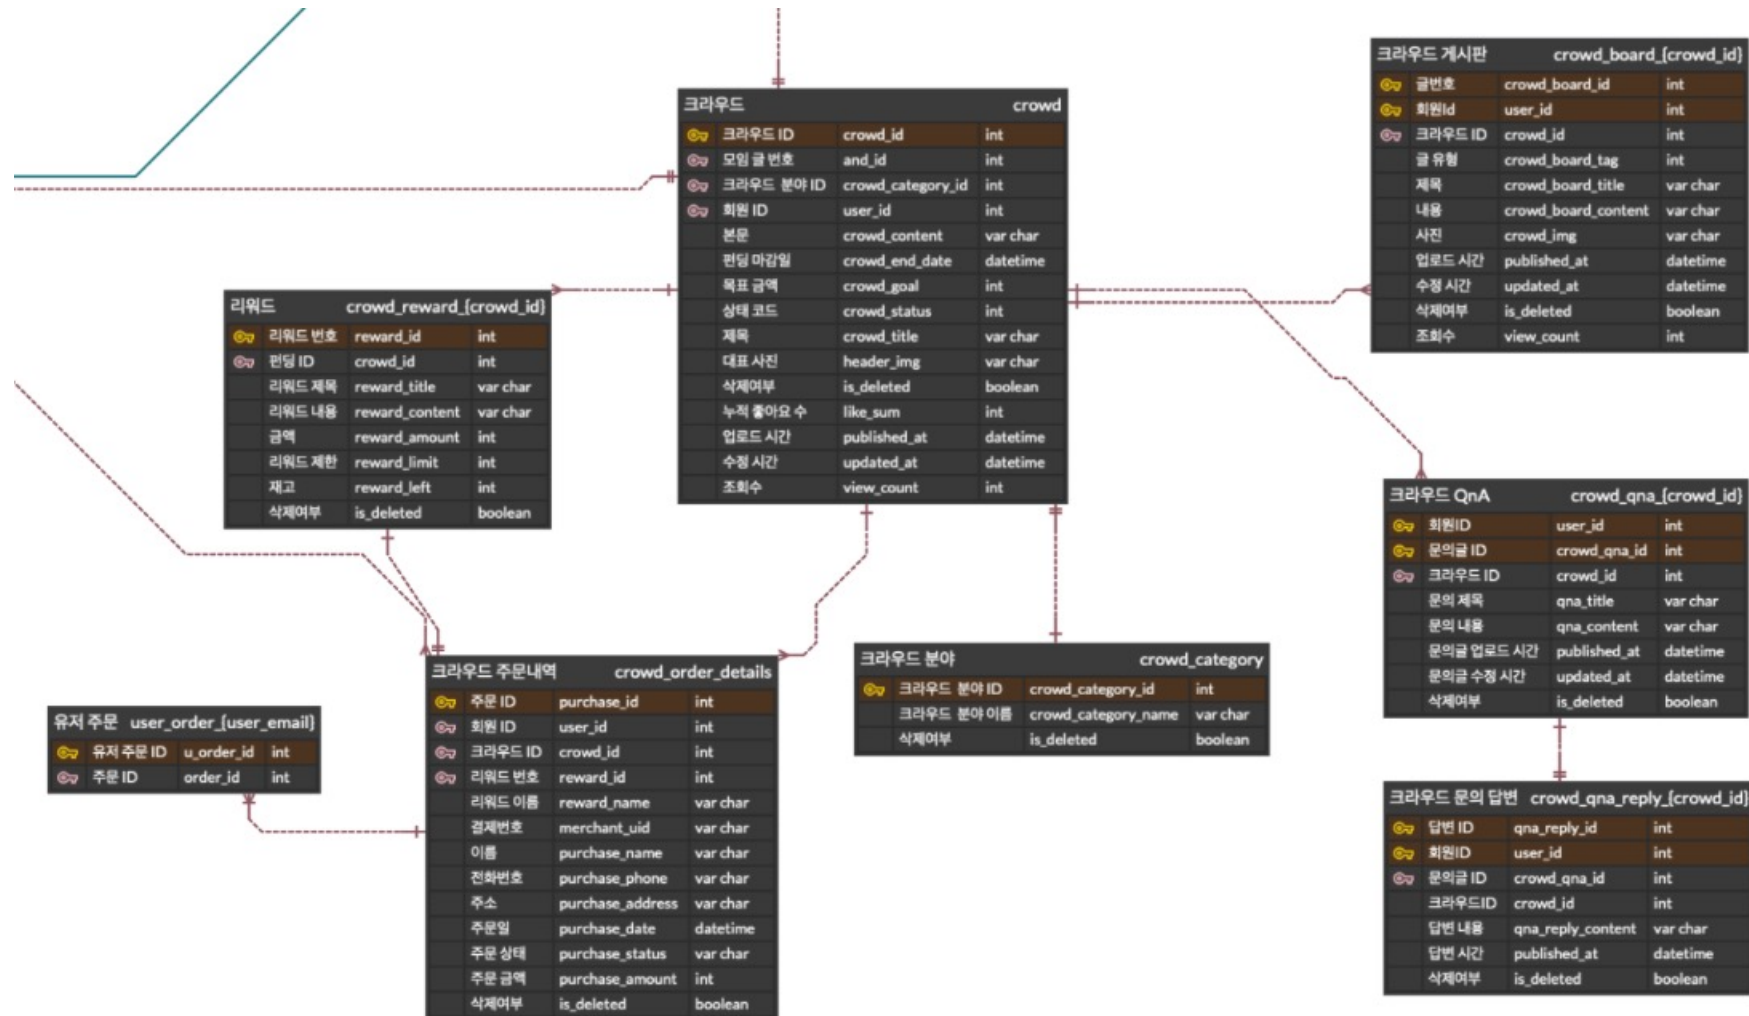 크라우드 crowd
크라우드 ID crowd_id int
모임 글 번호 and_id int
크라우드 분야 ID crowd_category_id int
회원 ID user_id int
본문 crowd_content var char
펀딩 마감일 crowd_end_date datetime
목표 금액 crowd_goal int
상태 코드 crowd_status int
제목 crowd_title var char
대표 사진 header_img var char
삭제여부 is_deleted boolean
누적 좋아요 수 like_sum int
업로드 시간 published_at datetime
수정 시간 updated_at datetime
조회수 view_count int
크라우드 게시판 crowd_board_{crowd_id}
글번호 crowd_board_id int
회원Id user_id int
크라우드 ID crowd_id int
글 유형 crowd_board_tag int
제목 crowd_board_title var char
내용 crowd_board_content var char
사진 crowd_img var char
업로드 시간 published_at datetime
수정 시간 updated_at datetime
삭제여부 is_deleted boolean
조회수 view_count int
리워드 crowd_reward_{crowd_id}
리워드 번호 reward_id int
펀딩 ID crowd_id int
리워드 제목 reward_title var char
리워드 내용 reward_content var char
금액 reward_amount int
리워드 제한 reward_limit int
재고 reward_left int
삭제여부 is_deleted boolean
크라우드 QnA crowd_qna_{crowd_id}
회원ID user_id int
문의글 ID crowd_qna_id int
크라우드 ID crowd_id int
문의 제목 qna_title var char
문의 내용 qna_content var char
문의글 업로드 시간 published_at datetime
문의글 수정 시간 updated_at datetime
삭제여부 is_deleted boolean
유저 주문 user_order_{user_email}
유저 주문 ID u_order_id int
주문 ID order_id int
크라우드 주문내역 crowd_order_details
주문 ID purchase_id int
회원 ID user_id int
크라우드 ID crowd_id int
리워드 번호 reward_id int
리워드 이름 reward_name var char
결제번호 merchant_uid var char
이름 purchase_name var char
전화번호 purchase_phone var char
주소 purchase_address var char
주문일 purchase_date datetime
주문 상태 purchase_status var char
주문 금액 purchase_amount int
삭제여부 is_deleted boolean
크라우드 분야 crowd_category
크라우드 분야 ID crowd_category_id int
크라우드 분야 이름 crowd_category_name var char
삭제여부 is_deleted boolean
크라우드 문의 답변 crowd_qna_reply_{crowd_id}
답변 ID qna_reply_id int
회원ID user_id int
문의글 ID crowd_qna_id int
크라우드ID crowd_id int
답변 내용 qna_reply_content var char
답변 시간 published_at datetime
삭제여부 is_deleted boolean